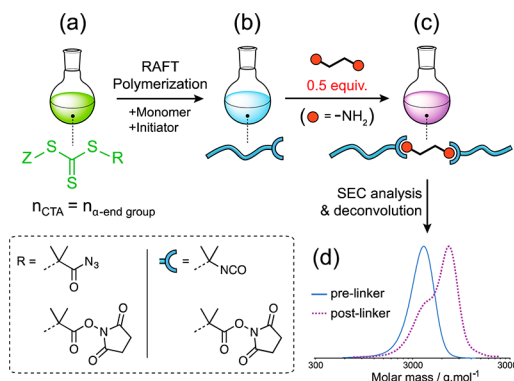 (a)
(b)
(c)
RAFT
Polymerization
+Monomer
+Initiator
0.5 equiv.
( = −NH₂)
Z
S
S
R
S
nCTA = nα-end group
SEC analysis
& deconvolution
(d)
pre-linker
post-linker
300
3000
3000
Molar mass / g.mol⁻¹
R =
N₃
O
=
NCO
O
N
O
O
O
O
N
O
O
O